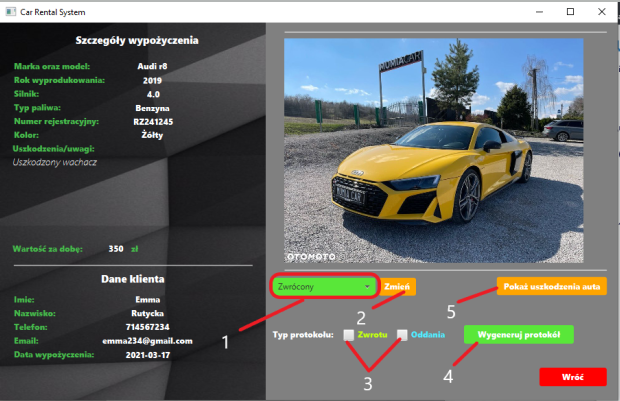 Car Rental System
Szczegóły wypożyczenia
Marka oraz model: Audi r8
Rok wyprodukowania: 2019
Silnik: 4.0
Typ paliwa: Benzyna
Numer rejestracyjny: RZ241245
Kolor: Żółty
Uszkodzenia/uwagi:
Uszkodzony wachacz
Wartość za dobę: 350 zł
Dane klienta
Imie: Emma
Nazwisko: Rutycka
Telefon: 714567234
Email: emma234@gmail.com
Data wypożyczenia: 2021-03-17
MUMIACAR
MUMIA CAR
OTOMOTO
Zwrócony
Zmień
Pokaż uszkodzenia auta
1
2
5
Typ protokołu: Zwrotu Oddania
Wygeneruj protokół
3
4
Wróć